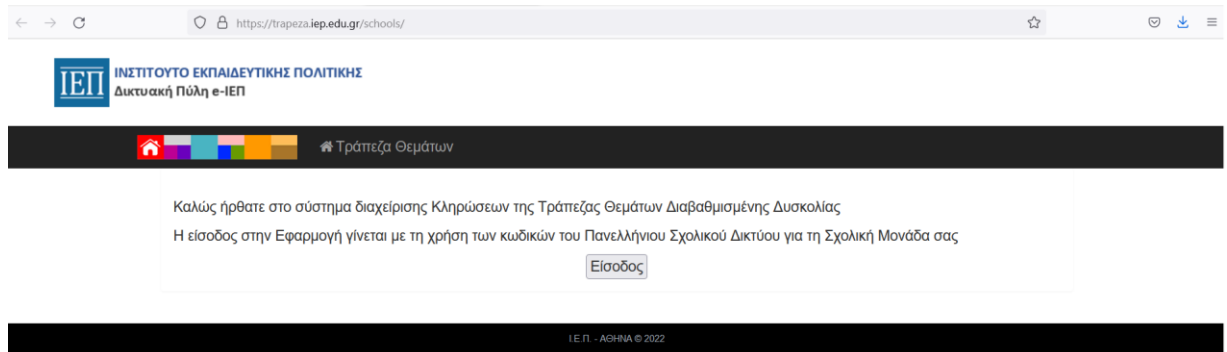 https://trapeza.iep.edu.gr/schools/
ΙΕΠ
ΙΝΣΤΙΤΟΥΤΟ ΕΚΠΑΙΔΕΥΤΙΚΗΣ ΠΟΛΙΤΙΚΗΣ
Δικτυακή Πύλη e-ΙΕΠ
Τράπεζα Θεμάτων
Καλώς ήρθατε στο σύστημα διαχείρισης Κληρώσεων της Τράπεζας Θεμάτων Διαβαθμισμένης Δυσκολίας
Η είσοδος στην Εφαρμογή γίνεται με τη χρήση των κωδικών του Πανελλήνιου Σχολικού Δικτύου για τη Σχολική Μονάδα σας
Είσοδος
Ι.Ε.Π. - ΑΘΗΝΑ © 2022